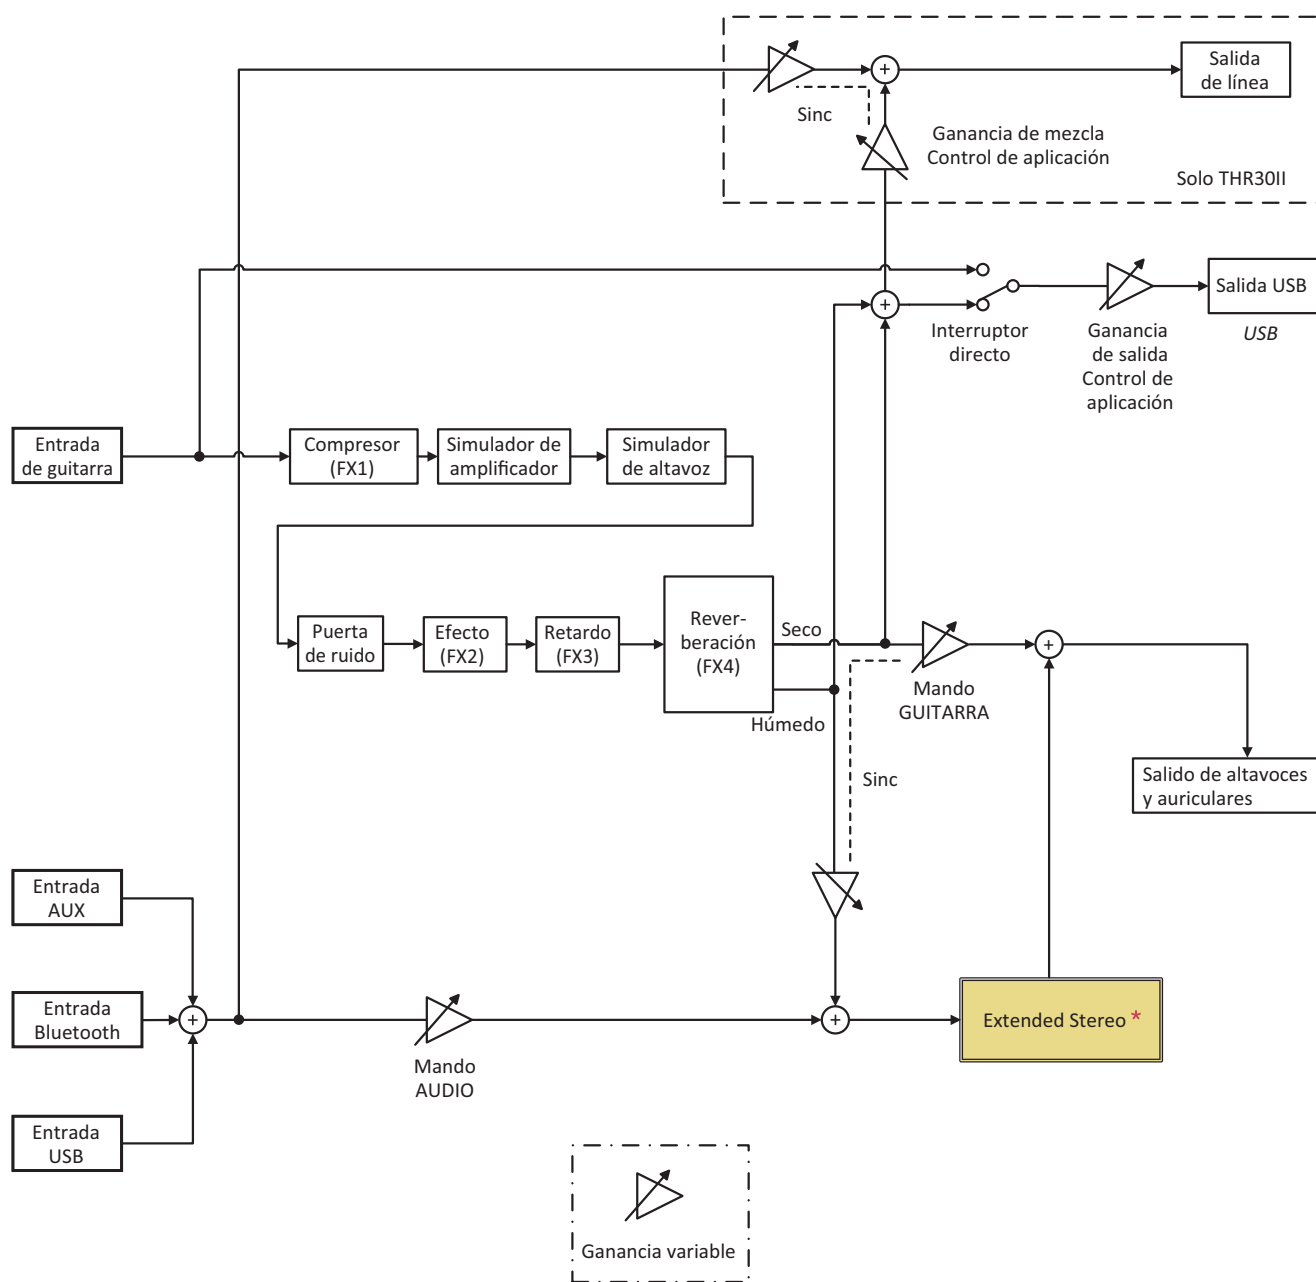 Salida
de línea
Sinc
Ganancia de mezcla
Control de aplicación
Solo THR30II
Salida USB
USB
Interruptor
directo
Ganancia
de salida
Control de
aplicación
Entrada
de guitarra
Compresor
(FX1)
Simulador de
amplificador
Simulador
de altavoz
Puerta
de ruido
Efecto
(FX2)
Retardo
(FX3)
Rever-
beración
(FX4)
Seco
Húmedo
Mando
GUITARRA
Sinc
Salido de altavoces
y auriculares
Entrada
AUX
Entrada
Bluetooth
Entrada
USB
Mando
AUDIO
Extended Stereo *
Ganancia variable